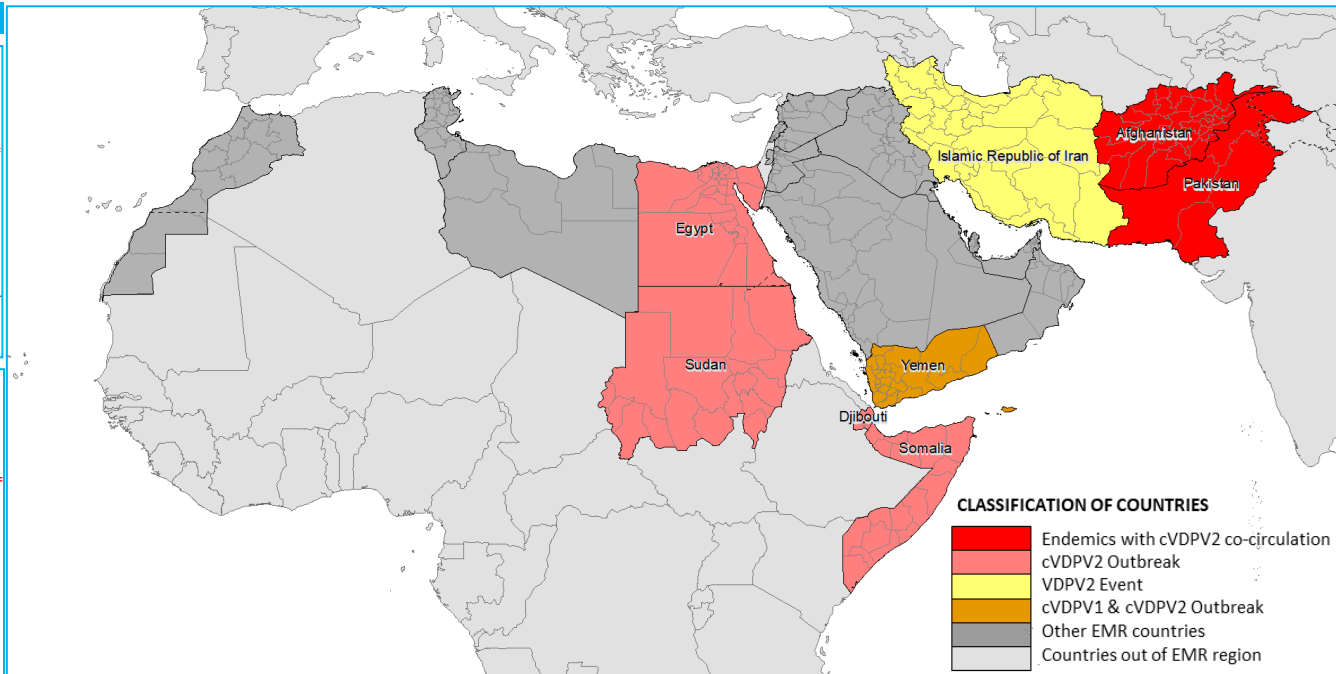 Afghanistan
Islamic Republic of Iran
Pakistan
Egypt
Sudan
Yemen
Djibouti
Somalia
CLASSIFICATION OF COUNTRIES
Endemics with cVDPV2 co-circulation
cVDPV2 Outbreak
VDPV2 Event
cVDPV1 & cVDPV2 Outbreak
Other EMR countries
Countries out of EMR region